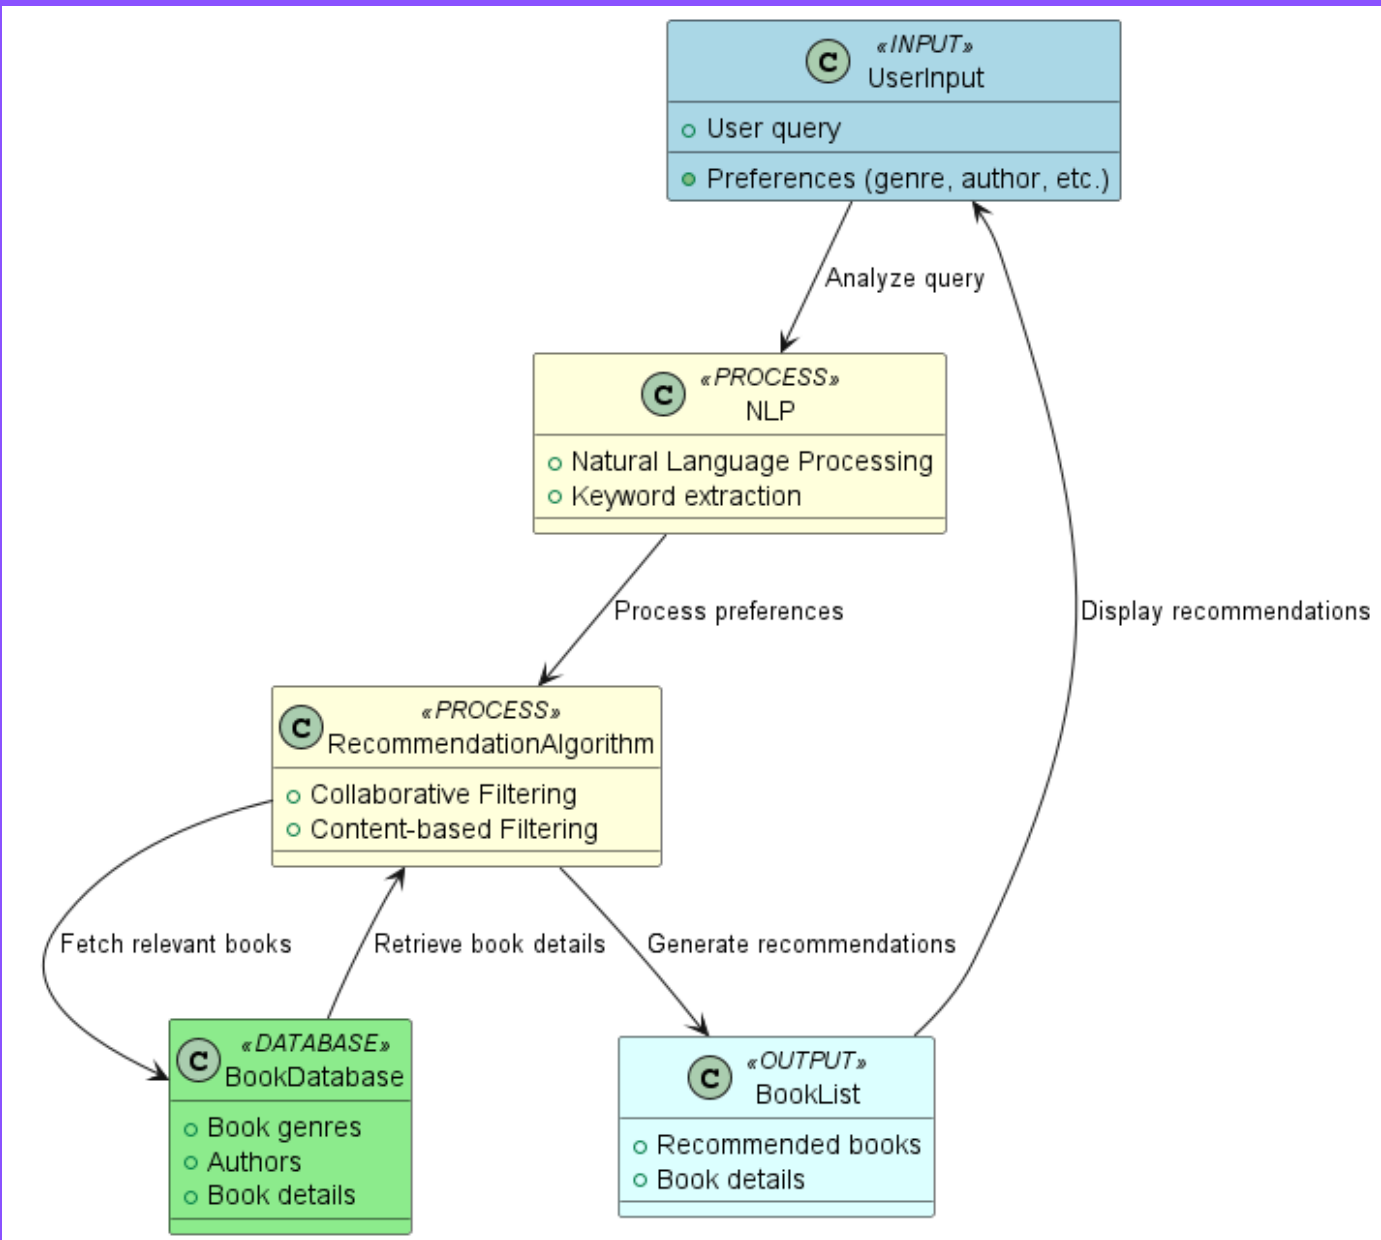 C
«INPUT»
UserInput
User query
Preferences (genre, author, etc.)
Analyze query
C
«PROCESS»
NLP
Natural Language Processing
Keyword extraction
Process preferences
Display recommendations
C
«PROCESS»
RecommendationAlgorithm
Collaborative Filtering
Content-based Filtering
Fetch relevant books
Retrieve book details
Generate recommendations
C
«DATABASE»
BookDatabase
Book genres
Authors
Book details
C
«OUTPUT»
BookList
Recommended books
Book details